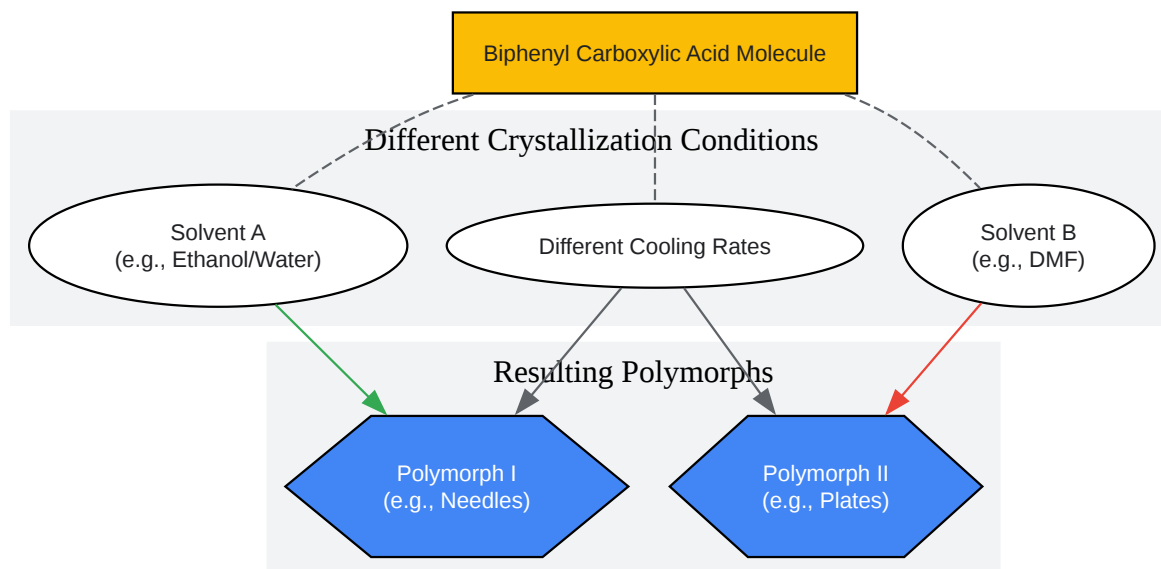 Biphenyl Carboxylic Acid Molecule
Different Crystallization Conditions
Solvent A
(e.g., Ethanol/Water)
Different Cooling Rates
Solvent B
(e.g., DMF)
Resulting Polymorphs
Polymorph I
(e.g., Needles)
Polymorph II
(e.g., Plates)